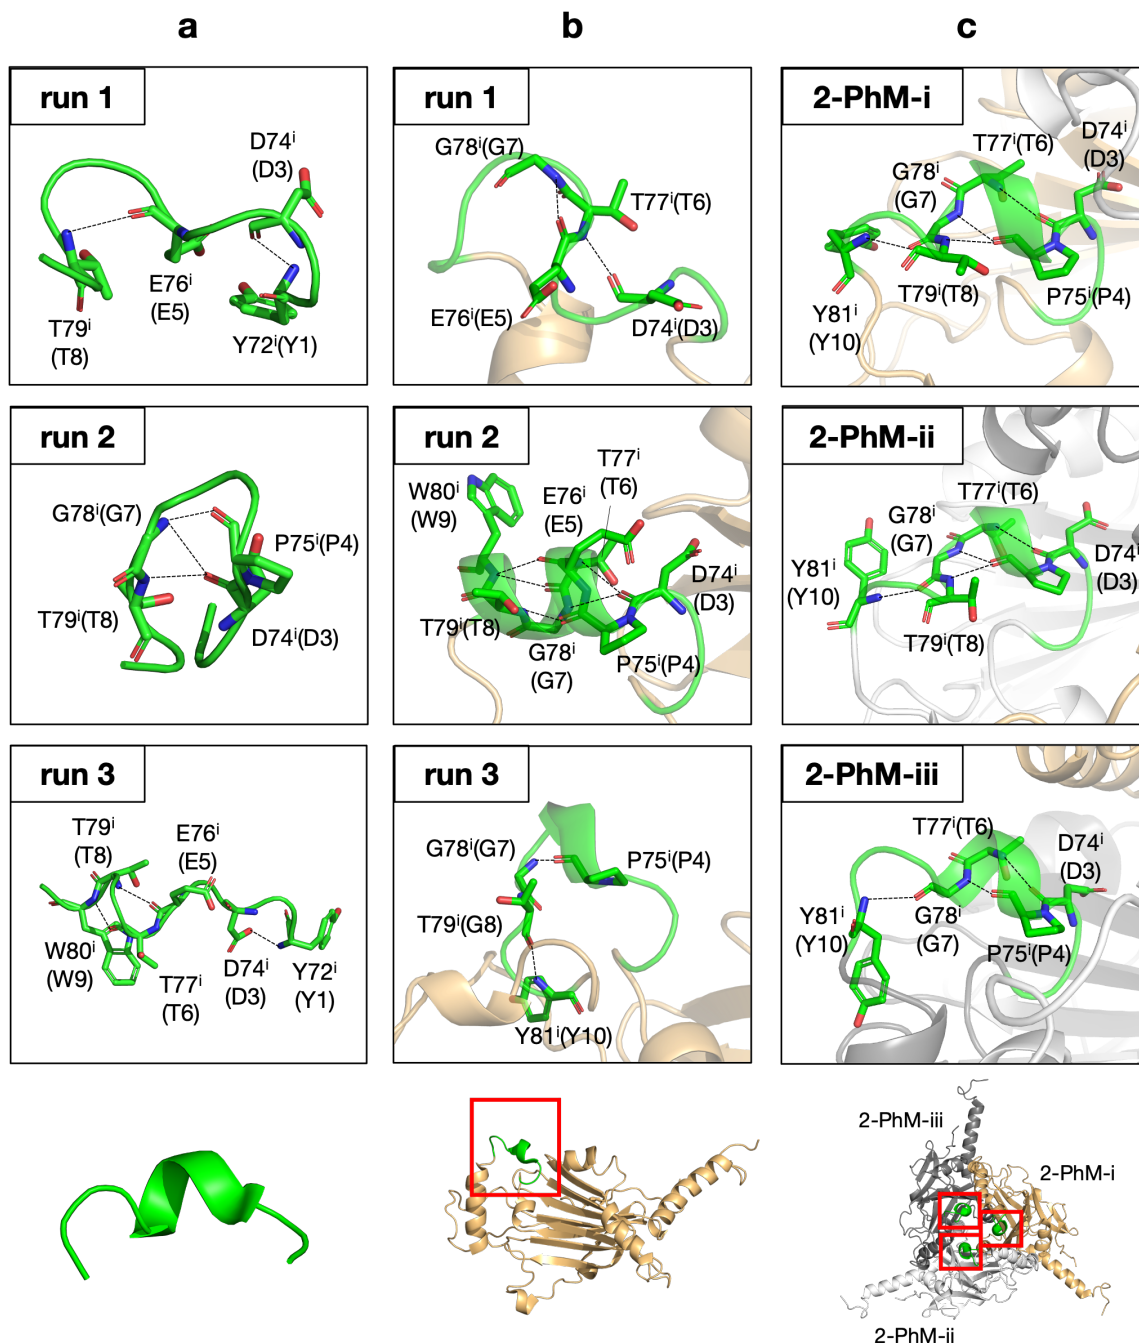 a
b
c
run 1
D74ⁱ
(D3)
E76ⁱ
(E5)
T79ⁱ
(T8)
Y72ⁱ(Y1)
run 1
G78ⁱ(G7)
T77ⁱ(T6)
E76ⁱ(E5)
D74ⁱ(D3)
2-PhM-i
D74ⁱ
(D3)
T77ⁱ(T6)
G78ⁱ
(G7)
T79ⁱ(T8)
P75ⁱ(P4)
Y81ⁱ
(Y10)
run 2
G78ⁱ(G7)
P75ⁱ(P4)
T79ⁱ(T8)
D74ⁱ(D3)
run 2
W80ⁱ
(W9)
E76ⁱ
(E5)
T77ⁱ
(T6)
D74ⁱ
(D3)
T79ⁱ(T8)
G78ⁱ
(G7)
P75ⁱ(P4)
2-PhM-ii
T77ⁱ(T6)
G78ⁱ
(G7)
Y81ⁱ
(Y10)
D74ⁱ
(D3)
T79ⁱ(T8)
run 3
T79ⁱ
(T8)
E76ⁱ
(E5)
W80ⁱ
(W9)
T77ⁱ
(T6)
D74ⁱ
(D3)
Y72ⁱ
(Y1)
run 3
G78ⁱ(G7)
P75ⁱ(P4)
T79ⁱ(G8)
Y81ⁱ(Y10)
2-PhM-iii
T77ⁱ(T6)
D74ⁱ
(D3)
Y81ⁱ
(Y10)
G78ⁱ
(G7)
P75ⁱ(P4)
2-PhM-iii
2-PhM-i
2-PhM-ii